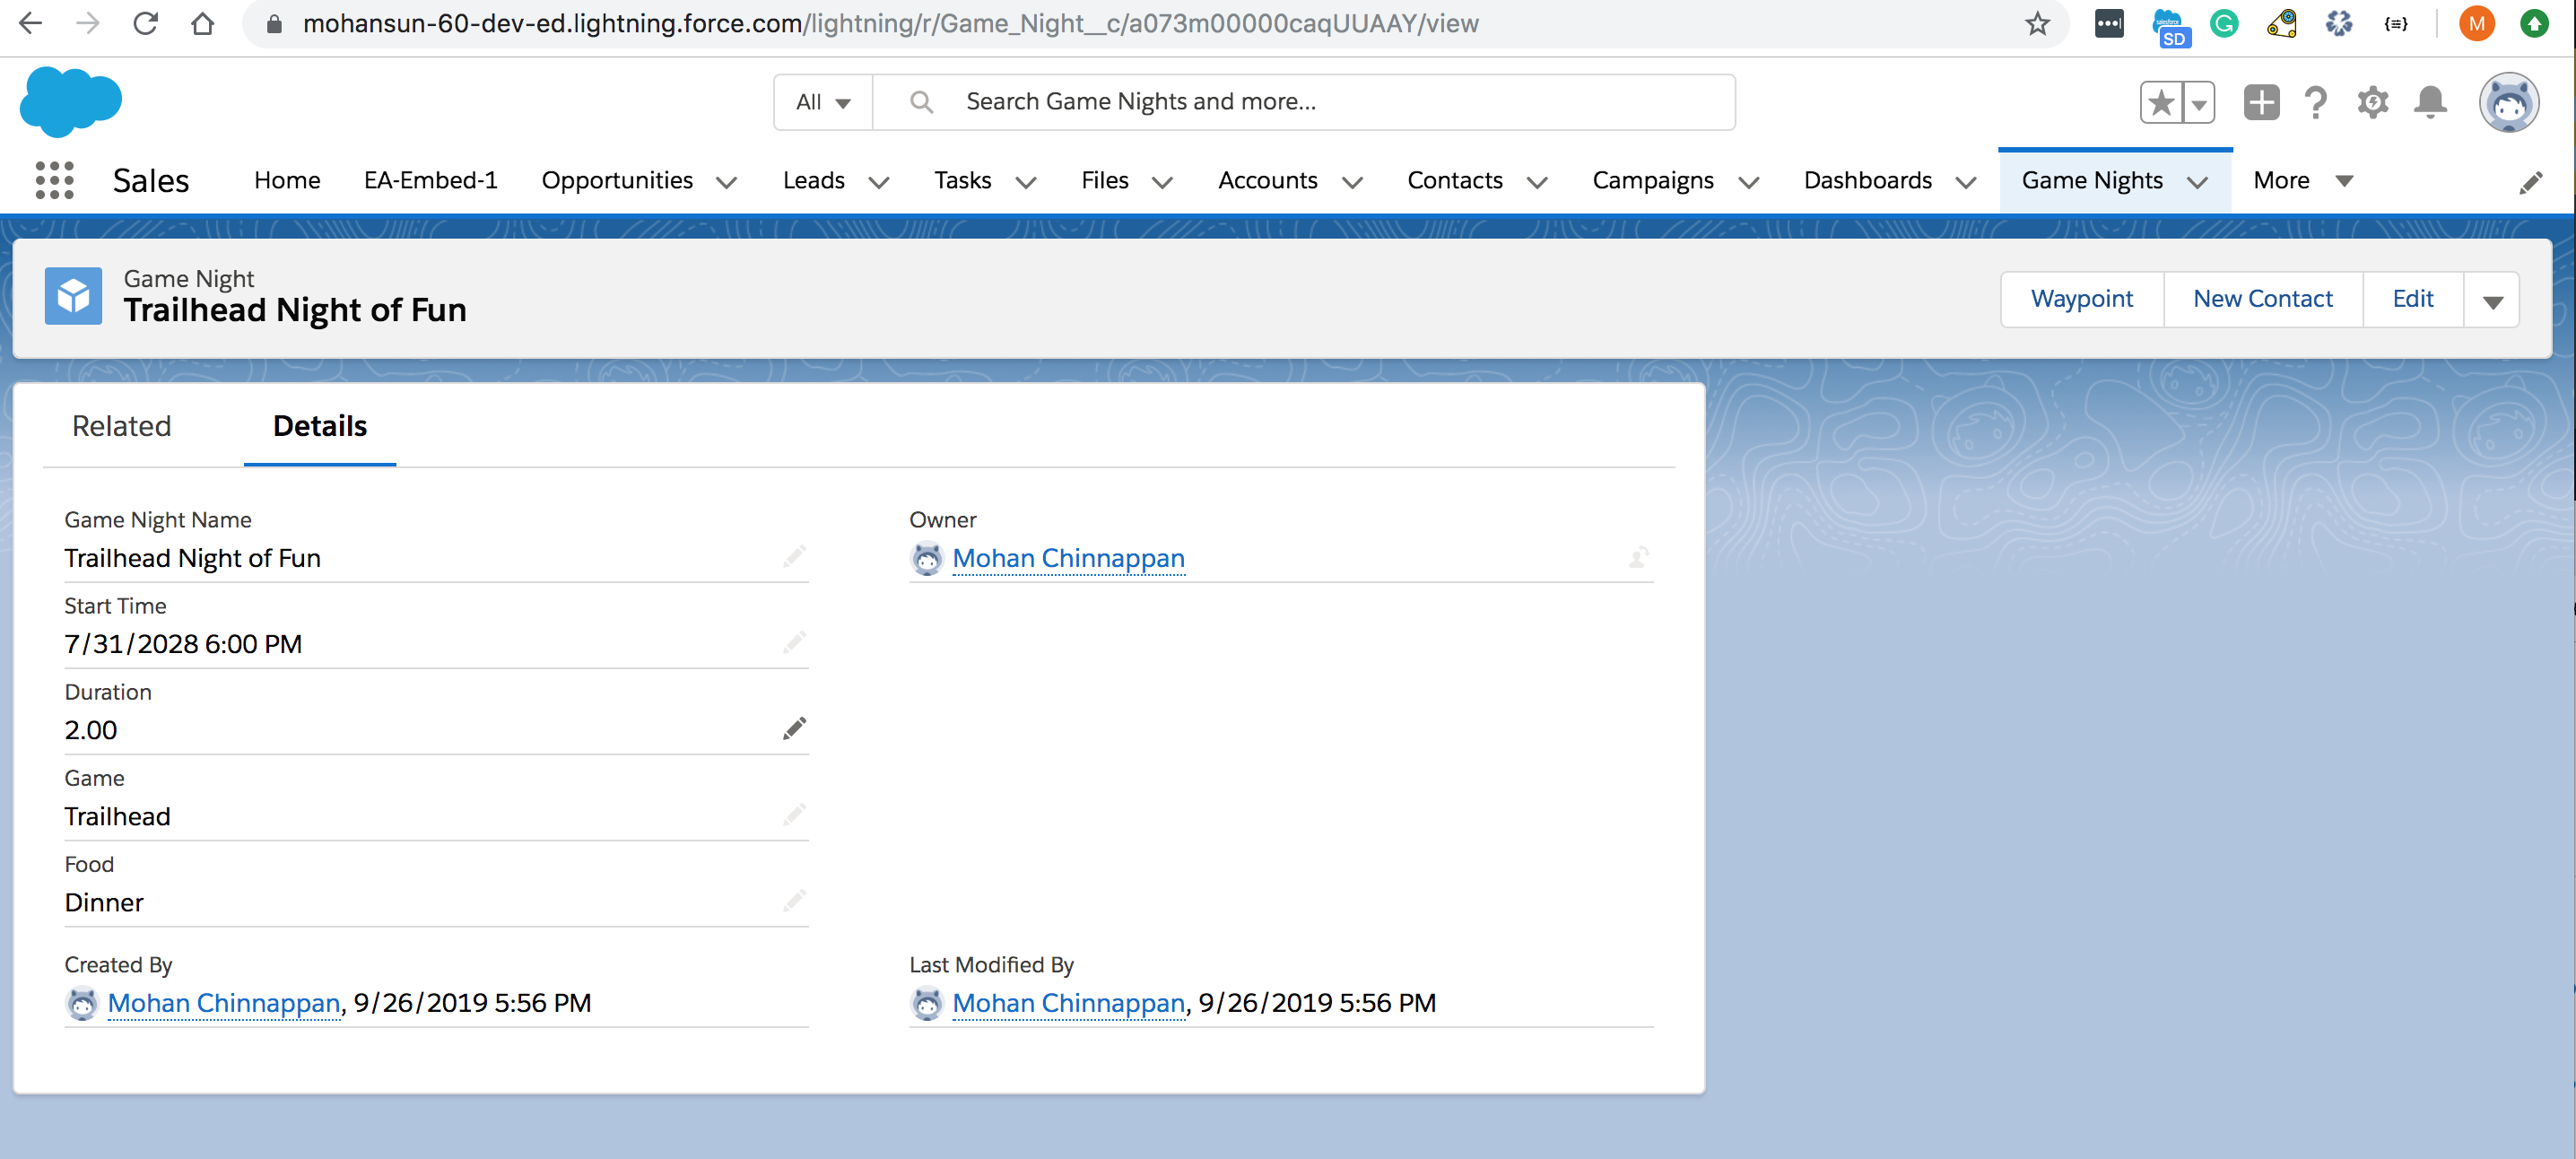 mohansun-60-dev-ed.lightning.force.com/lightning/r/Game_Night__c/a073m00000caqUUAAY/view
SD
M
All
Search Game Nights and more...
Sales Home EA-Embed-1 Opportunities Leads Tasks Files Accounts Contacts Campaigns Dashboards Game Nights More
Game Night
Trailhead Night of Fun
Waypoint New Contact Edit
Related Details
Game Night Name
Trailhead Night of Fun
Owner
Mohan Chinnappan
Start Time
7/31/2028 6:00 PM
Duration
2.00
Game
Trailhead
Food
Dinner
Created By
Mohan Chinnappan, 9/26/2019 5:56 PM
Last Modified By
Mohan Chinnappan, 9/26/2019 5:56 PM